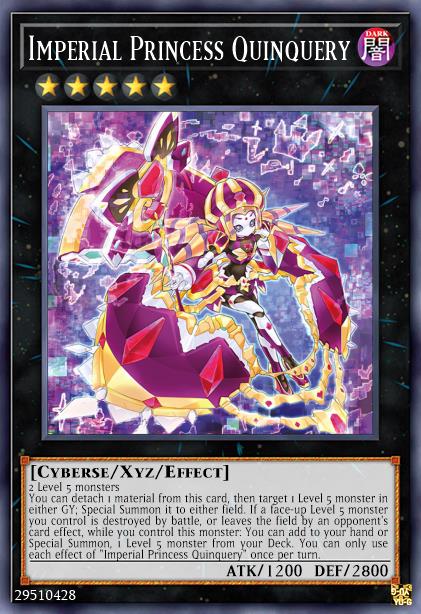 IMPERIAL PRINCESS QUINQUERY
DARK
闇
[CYBERSE/XYZ/EFFECT]
2 Level 5 monsters
You can detach 1 material from this card, then target 1 Level 5 monster in
either GY; Special Summon it to either field. If a face-up Level 5 monster
you control is destroyed by battle, or leaves the field by an opponent's
card effect, while you control this monster: You can add to your hand or
Special Summon, 1 Level 5 monster from your Deck. You can only use
each effect of "Imperial Princess Quinquery" once per turn.
ATK/1200 DEF/2800
29510428